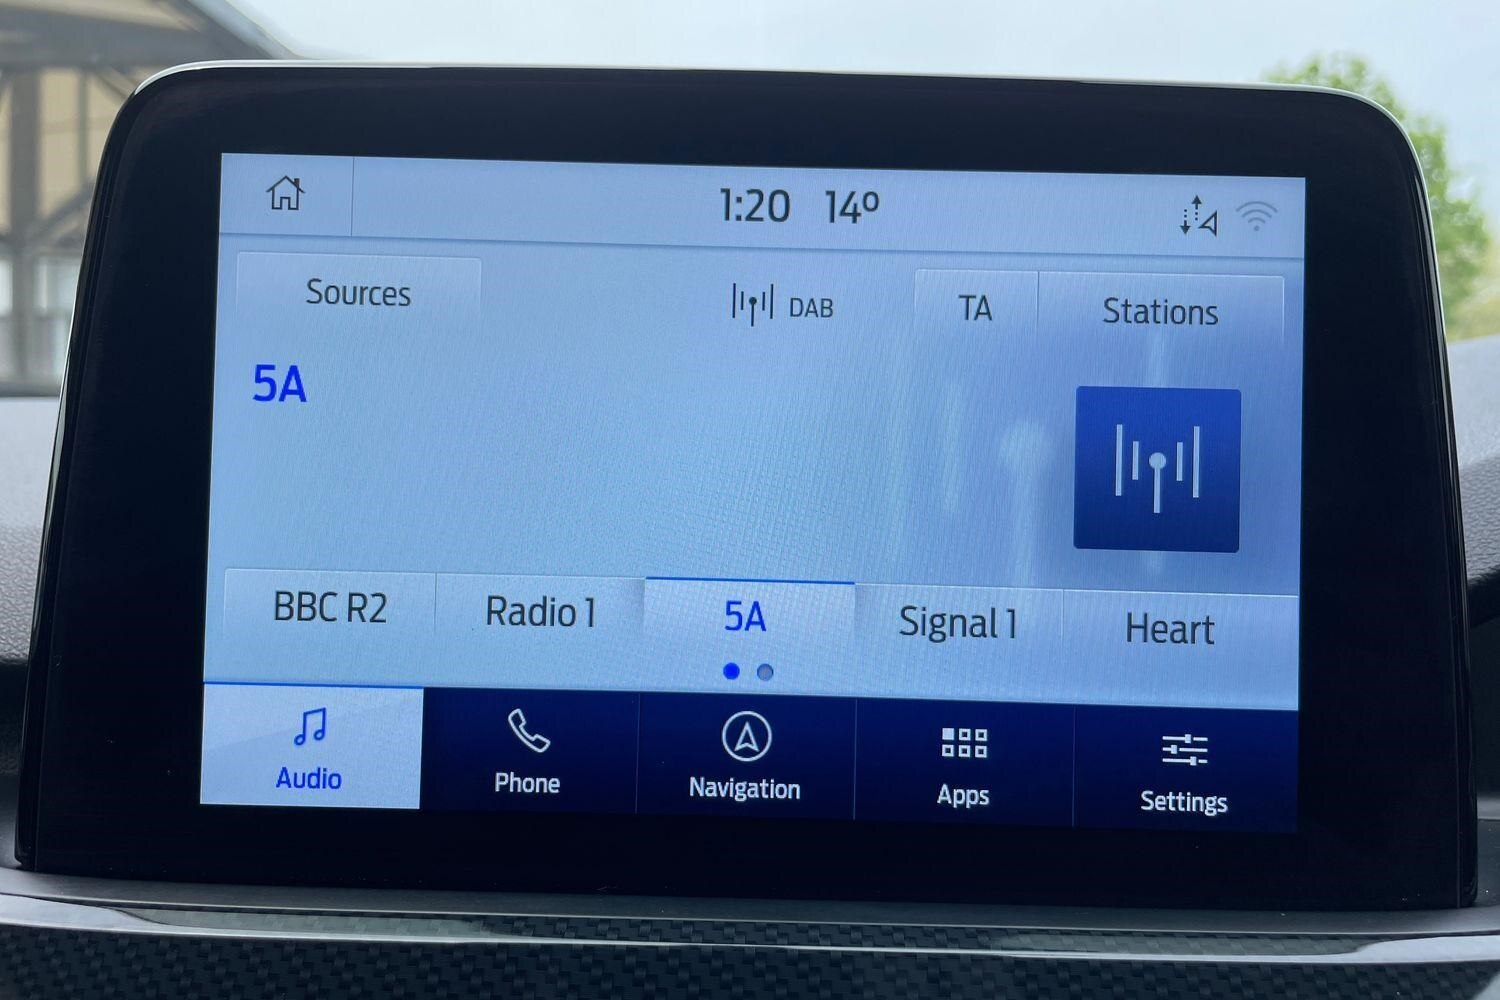 1:20 14º
Sources
DAB
TA
Stations
5A
BBC R2
Radio 1
5A
Signal 1
Heart
Audio
Phone
Navigation
Apps
Settings